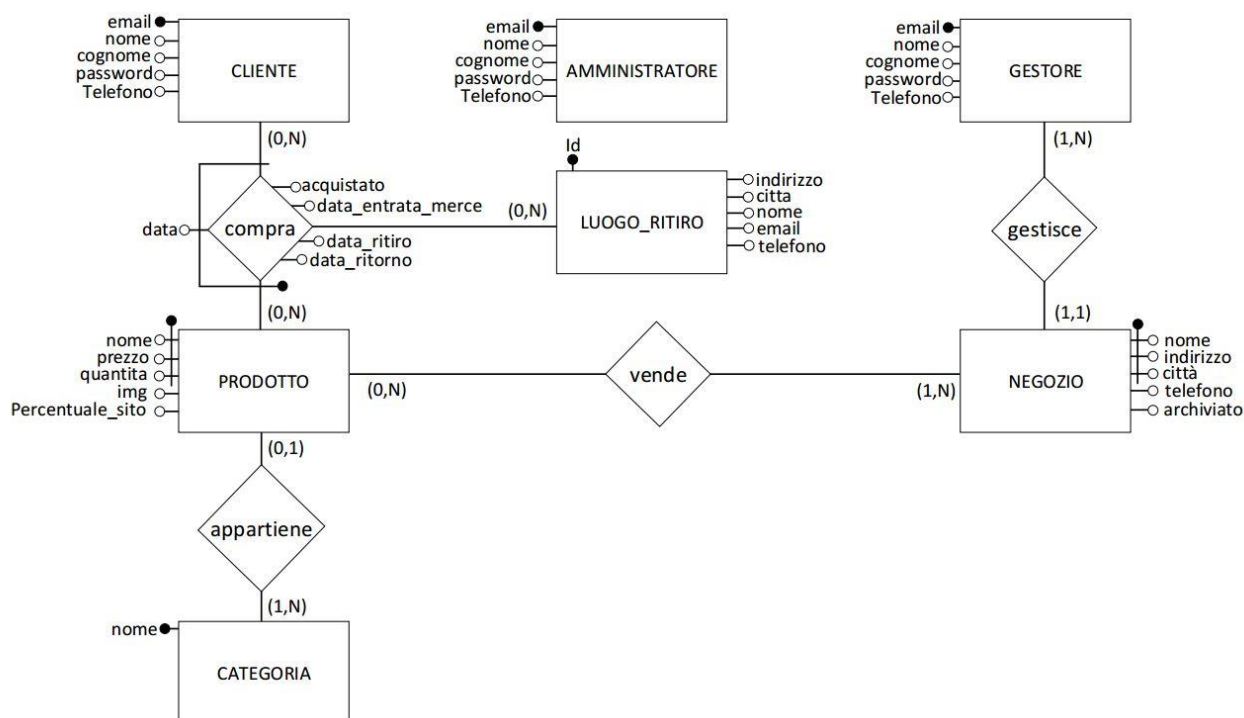 email
nome
cognome
password
Telefono
CLIENTE
email
nome
cognome
password
Telefono
AMMINISTRATORE
email
nome
cognome
password
Telefono
GESTORE
(0,N)
(1,N)
data
compra
acquistato
data_entrata_merce
data_ritiro
data_ritorno
(0,N)
Id
LUOGO_RITIRO
indirizzo
citta
nome
email
telefono
gestisce
(0,N)
(1,1)
nome
prezzo
quantita
img
Percentuale_sito
PRODOTTO
(0,N)
vende
(1,N)
NEGOZIO
nome
indirizzo
città
telefono
archiviato
(0,1)
appartiene
(1,N)
nome
CATEGORIA